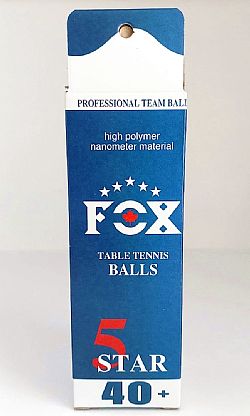 PROFESSIONAL TEAM BALL
high polymer
nanometer material
FOX
TABLE TENNIS
BALLS
5
STAR
40+